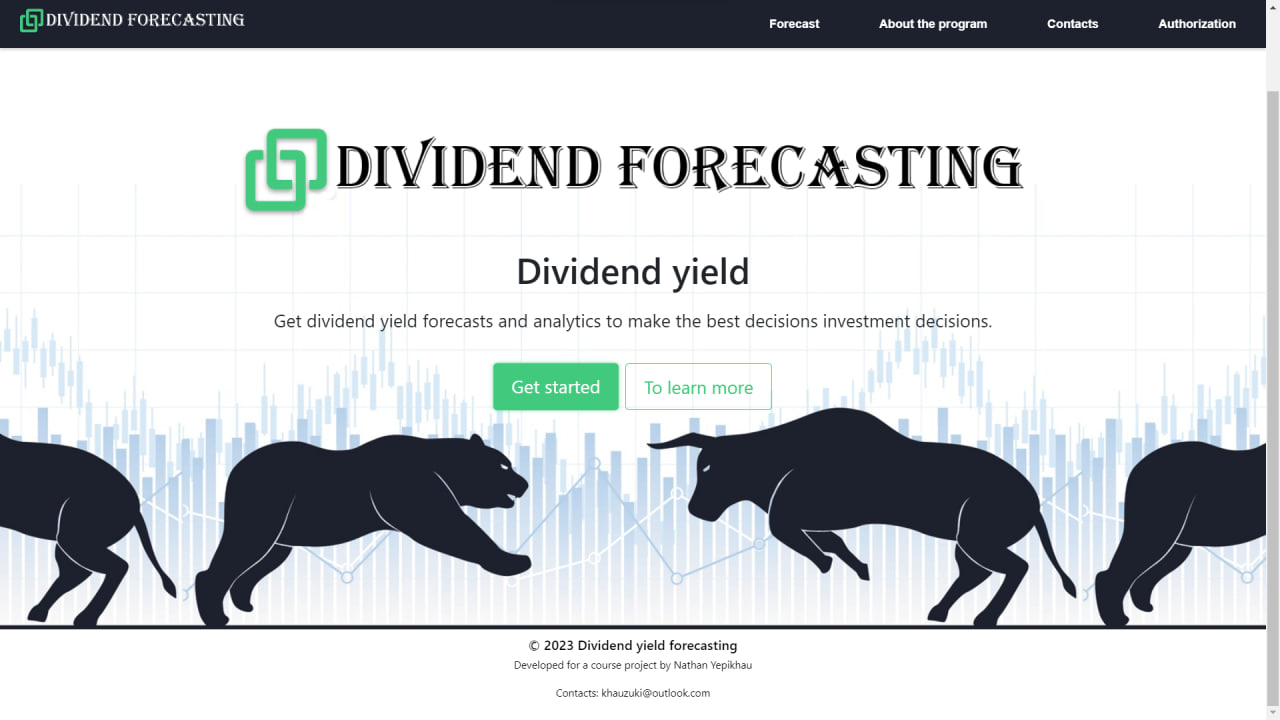 DIVIDEND FORECASTING
Forecast
About the program
Contacts
Authorization
DIVIDEND FORECASTING
Dividend yield
Get dividend yield forecasts and analytics to make the best decisions investment decisions.
Get started
To learn more
© 2023 Dividend yield forecasting
Developed for a course project by Nathan Yepikhau
Contacts: khauzuki@outlook.com